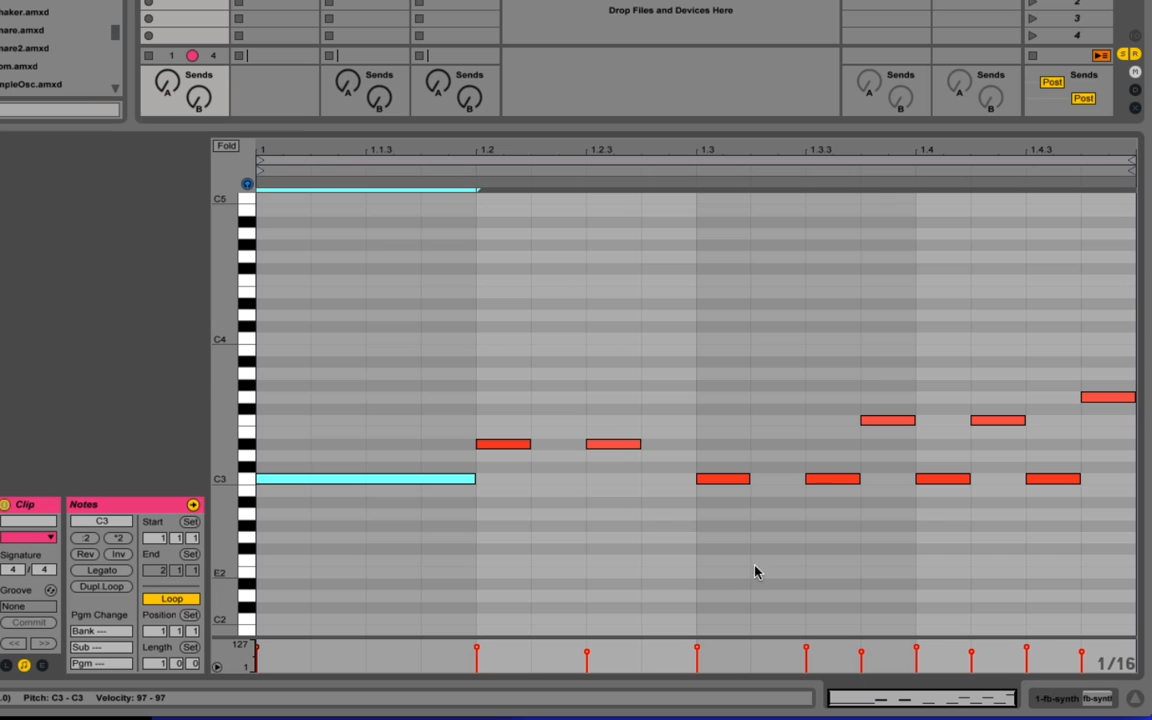 haker.amxd
nare.amxd
nare2.amxd
om.amxd
mpleOsc.amxd
Drop Files and Devices Here
2
3
4
1 4
Sends
A
B
Sends
A
B
Sends
A
B
Sends
A
B
Sends
A
B
Sends
Post
Post
S R
M
Fold
1 1.1.3 1.2 1.2.3 1.3 1.3.3 1.4 1.4.3
C5
C4
C3
E2
C2
127
1
1/16
Clip
Signature
4 / 4
Groove
None
Commit
<< >>
L E
Notes
C3
:2 *2
Rev Inv
Legato
Dupl.Loop
Pgm Change
Bank ---
Sub ---
Pgm ---
Start Set
1 1 1
End Set
2 1 1
Loop
Position Set
1 1 1
Length Set
1 0 0
.0) Pitch: C3 - C3 Velocity: 97 - 97
1-fb-synth fb-synt